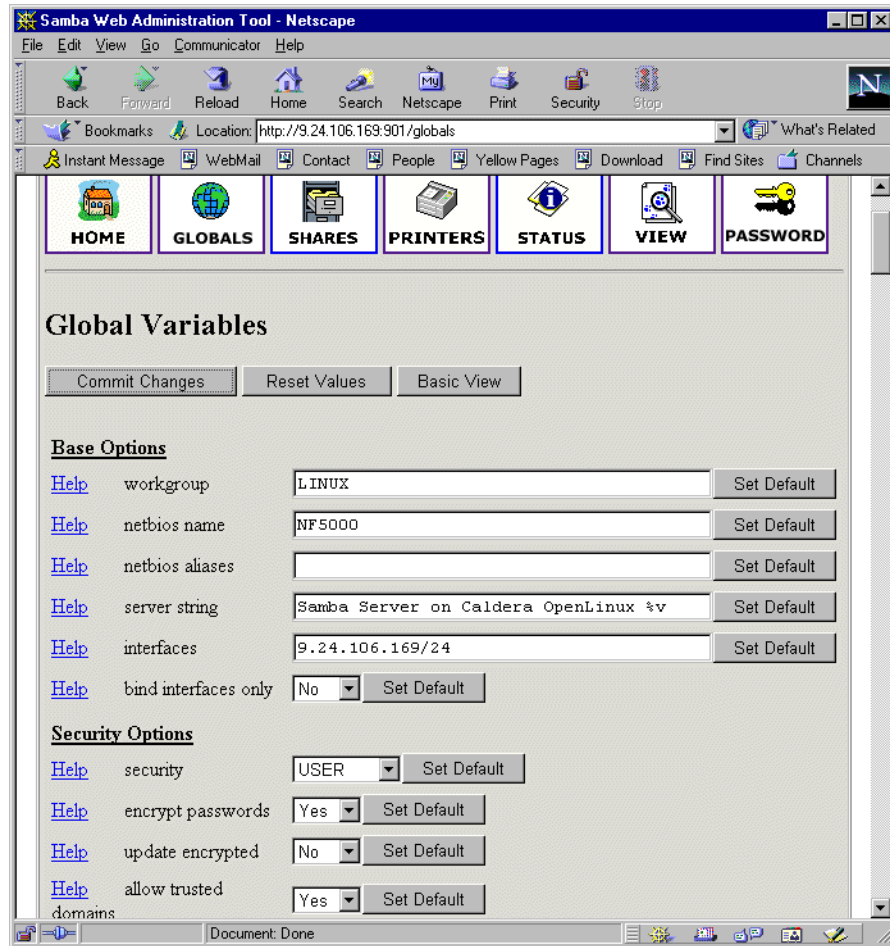 Samba Web Administration Tool - Netscape
File Edit View Go Communicator Help
My
Back Forward Reload Home Search Netscape Print Security Stop
N
Bookmarks Location: http://9.24.106.169:901/globals What's Related
Instant Message WebMail Contact People Yellow Pages Download Find Sites Channels
HOME GLOBALS SHARES PRINTERS STATUS VIEW PASSWORD
Global Variables
Commit Changes Reset Values Basic View
Base Options
Help workgroup LINUX Set Default
Help netbios name NF5000 Set Default
Help netbios aliases Set Default
Help server string Samba Server on Caldera OpenLinux %v Set Default
Help interfaces 9.24.106.169/24 Set Default
Help bind interfaces only No Set Default
Security Options
Help security USER Set Default
Help encrypt passwords Yes Set Default
Help update encrypted No Set Default
Help allow trusted
domains Yes Set Default
Document: Done